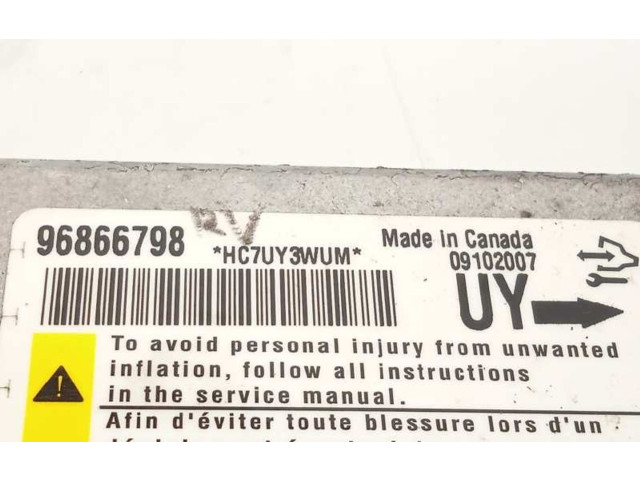 RV
96866798
*HC7UY3WUM*
Made in Canada
09102007
UY
To avoid personal injury from unwanted
inflation, follow all instructions
in the service manual.
Afin d'éviter toute blessure lors d'un